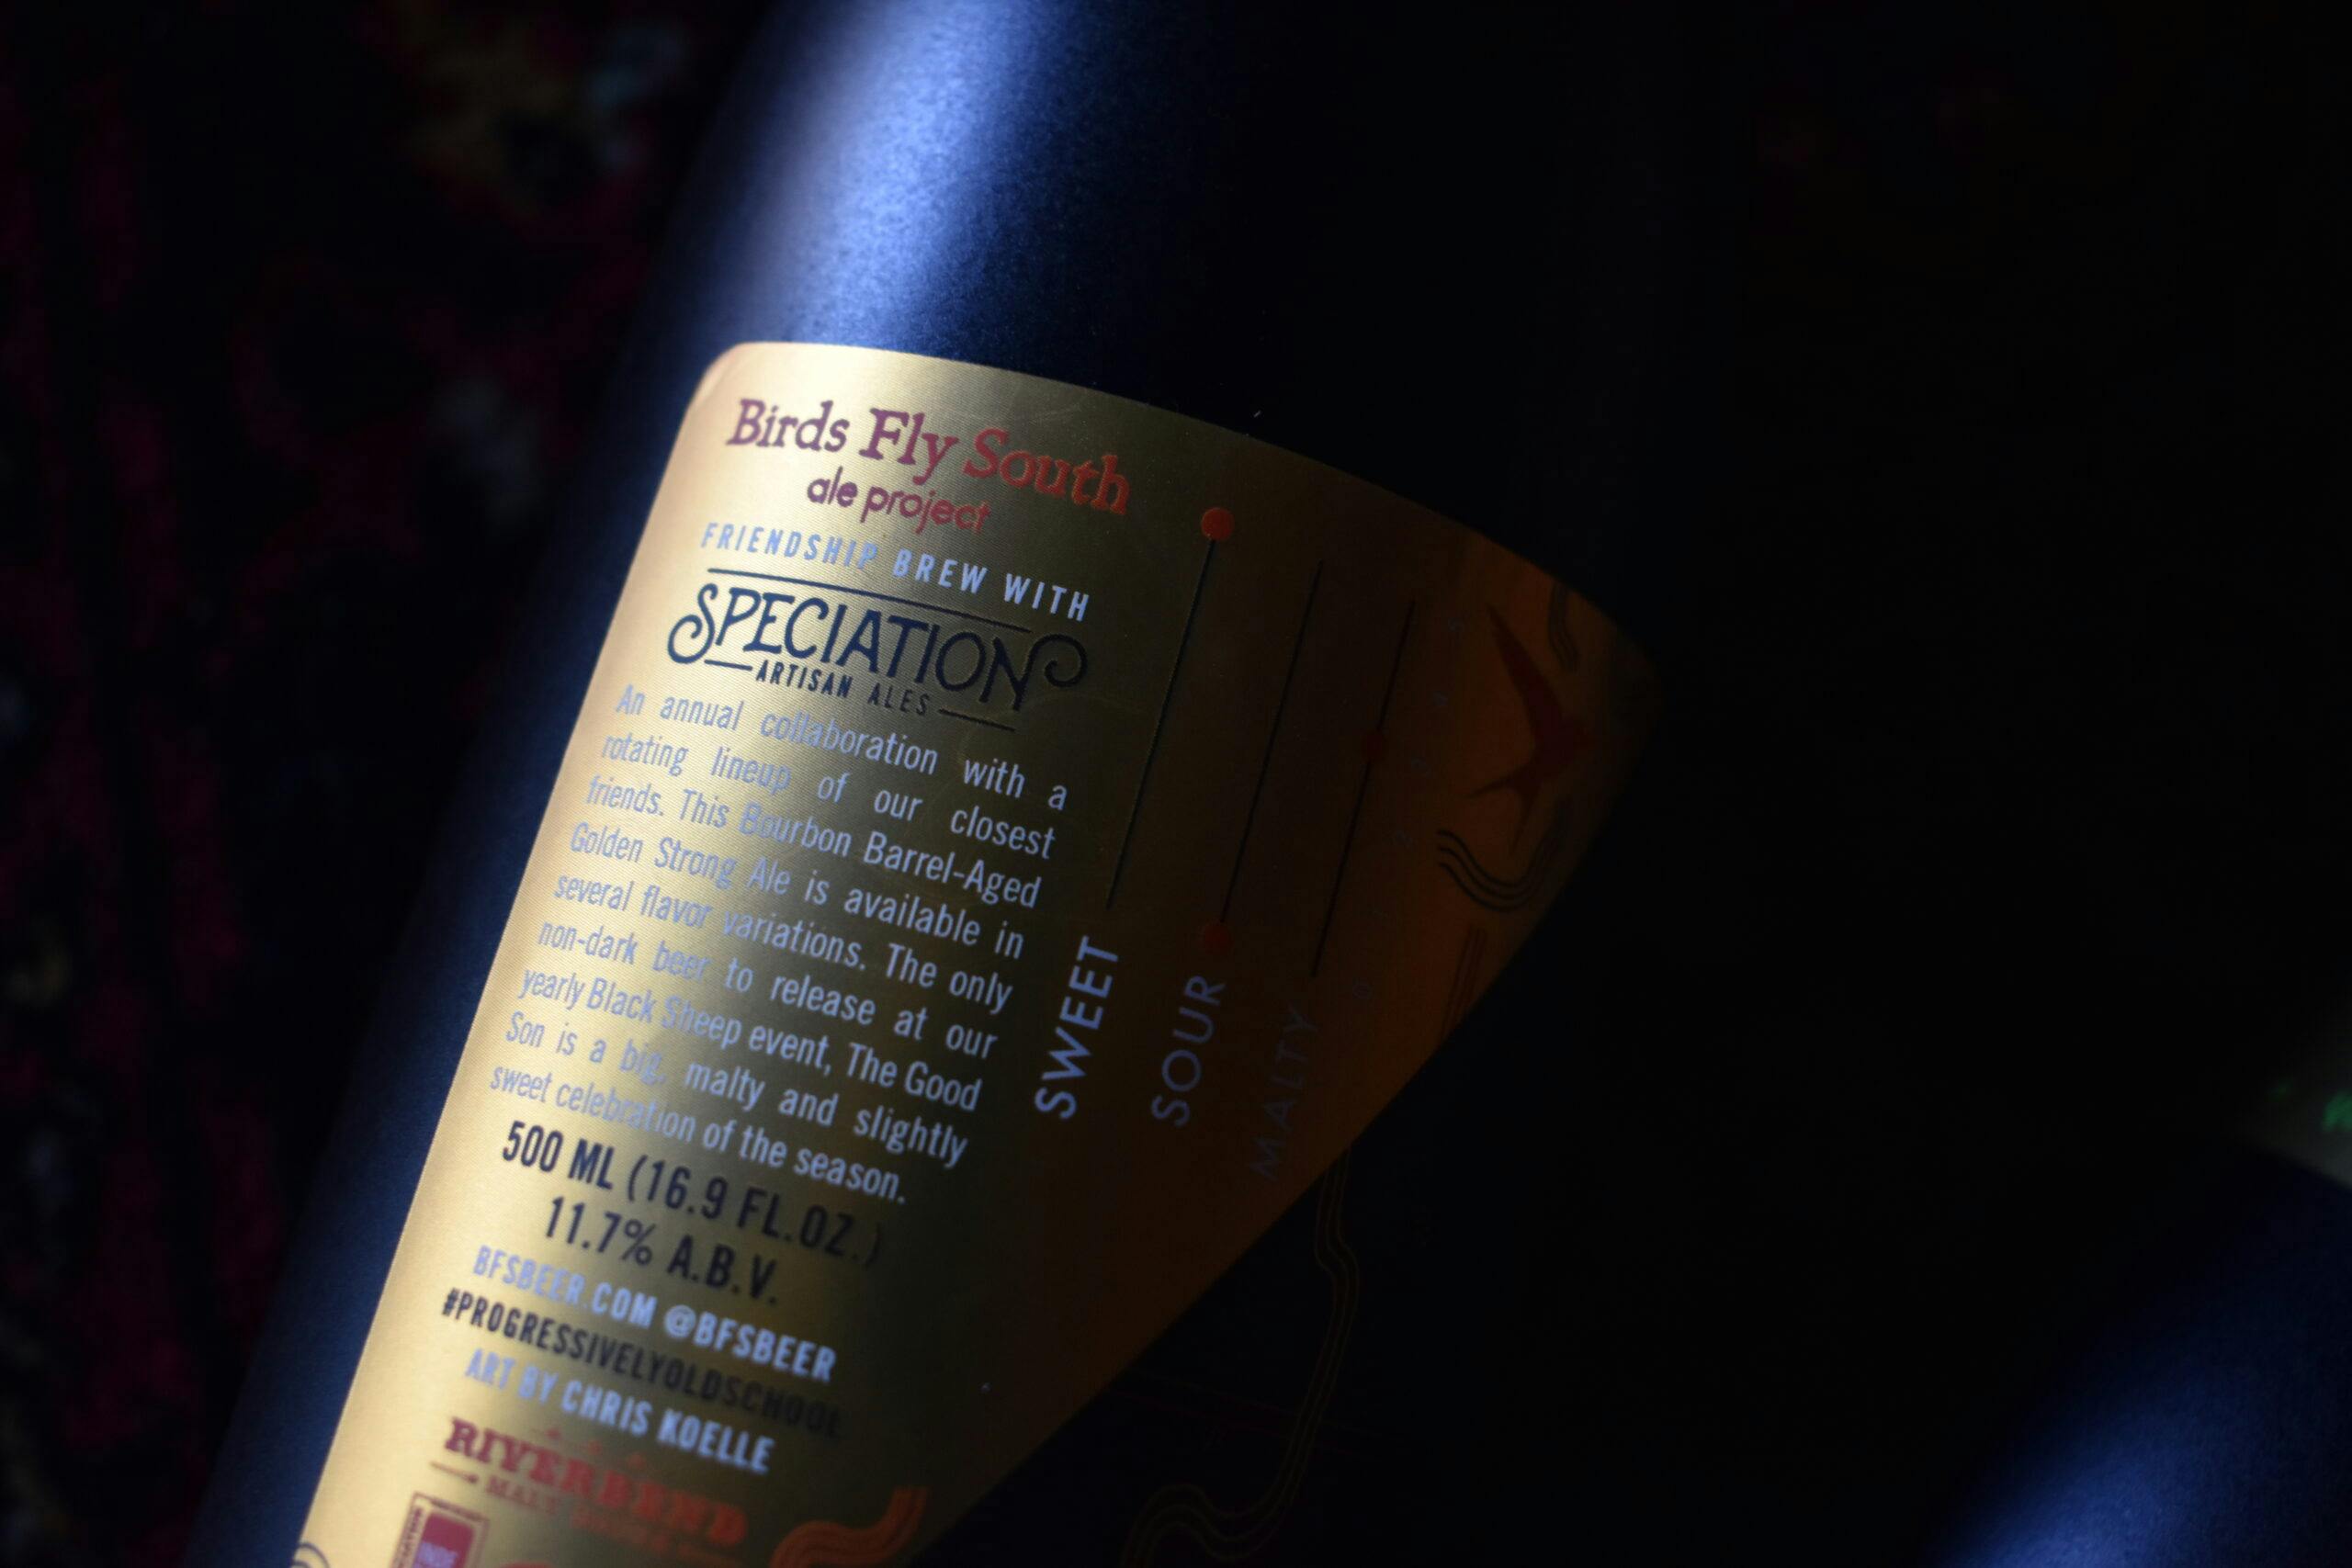 Birds Fly South
ale project
FRIENDSHIP BREW WITH
SPECIATION
ARTISAN ALES
An annual collaboration with a
rotating lineup of our closest
friends. This Bourbon Barrel-Aged
Golden Strong Ale is available in
several flavor variations. The only
non-dark beer to release at our
yearly Black Sheep event, The Good
Son is a big, malty and slightly
sweet celebration of the season.
500 ML (16.9 FL.OZ.)
11.7% A.B.V.
BFSBEER.COM @BFSBEER
#PROGRESSIVELYOLDSCHOOL
ART BY CHRIS KOELLE
RIVERBEND
MALT
SWEET
SOUR
MALTY